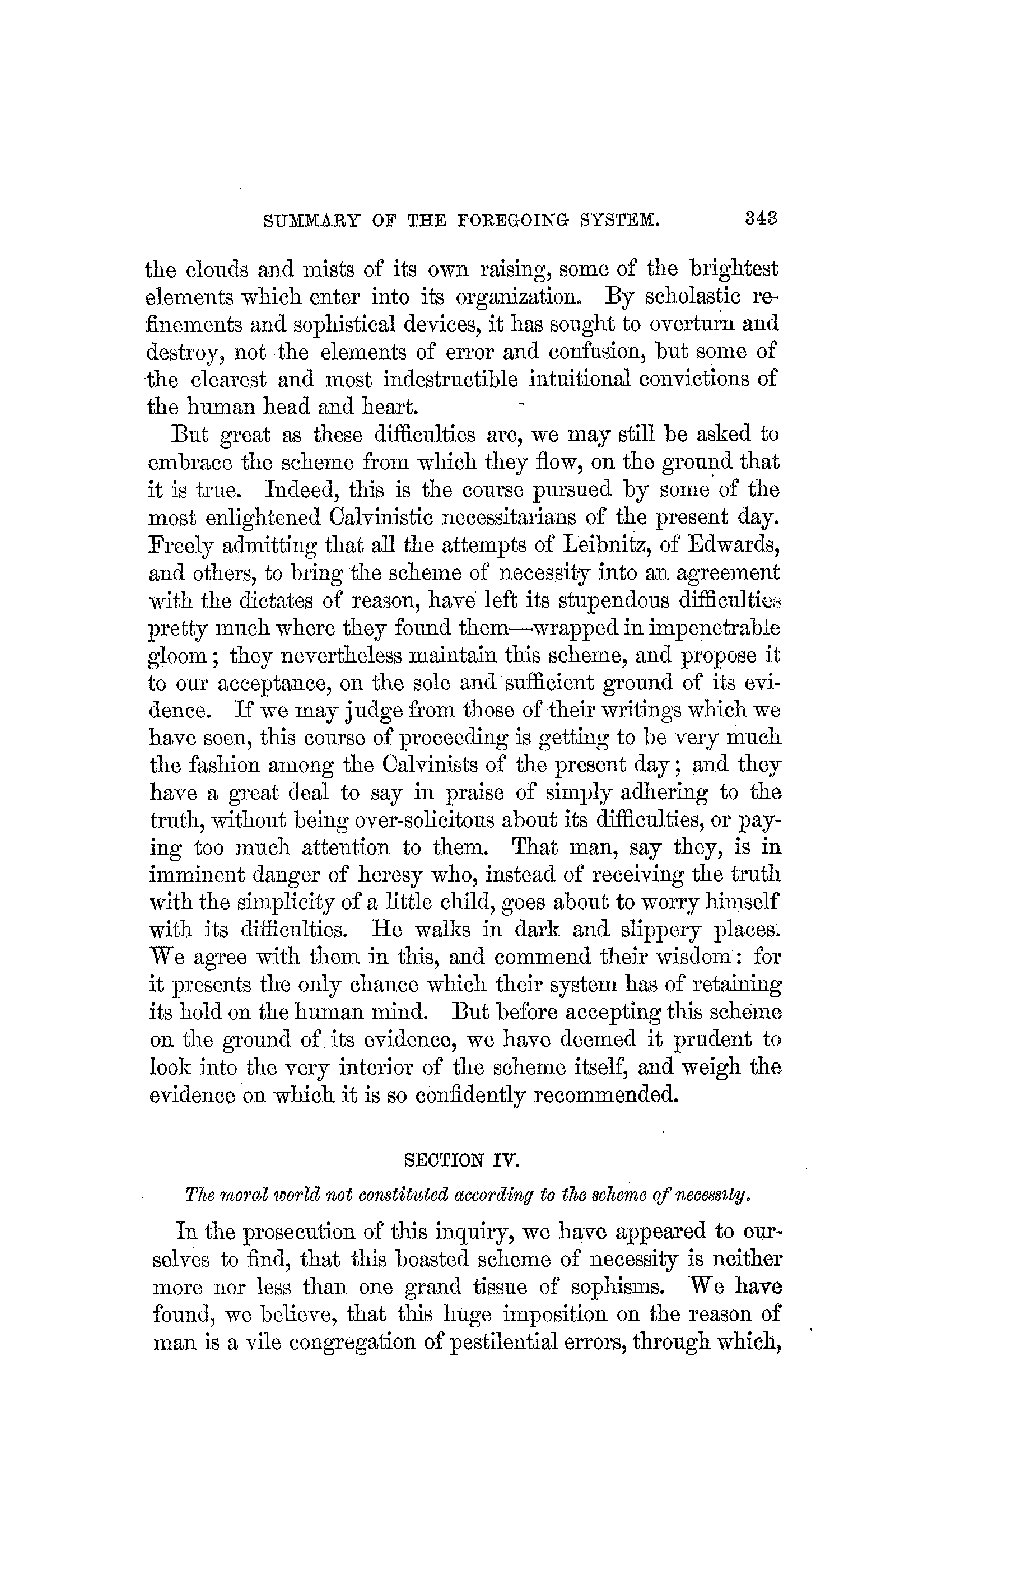 SUMMARY OF THE FOREGOING SYSTEM. 343
the clouds and mists of its own raising, some of the brightest
elements which enter into its organization. By scholastic re-
finements and sophistical devices, it has sought to overturn and
destroy, not the elements of error and confusion, but some of
the clearest and most indestructible intuitional convictions of
the human head and heart.
But great as these difficulties are, we may still be asked to
embrace the scheme from which they flow, on the ground that
it is true. Indeed, this is the course pursued by some of the
most enlightened Calvinistic necessitarians of the present day.
Freely admitting that all the attempts of Leibnitz, of Edwards,
and others, to bring the scheme of necessity into an agreement
with the dictates of reason, have left its stupendous difficulties
pretty much where they found them—wrapped in impenetrable
gloom; they nevertheless maintain this scheme, and propose it
to our acceptance, on the sole and sufficient ground of its evi-
dence. If we may judge from those of their writings which we
have seen, this course of proceeding is getting to be very much
the fashion among the Calvinists of the present day; and they
have a great deal to say in praise of simply adhering to the
truth, without being over-solicitous about its difficulties, or pay-
ing too much attention to them. That man, say they, is in
imminent danger of heresy who, instead of receiving the truth
with the simplicity of a little child, goes about to worry himself
with its difficulties. He walks in dark and slippery places.
We agree with them in this, and commend their wisdom: for
it presents the only chance which their system has of retaining
its hold on the human mind. But before accepting this scheme
on the ground of its evidence, we have deemed it prudent to
look into the very interior of the scheme itself, and weigh the
evidence on which it is so confidently recommended.
SECTION IV.
The moral world not constituted according to the scheme of necessity.
In the prosecution of this inquiry, we have appeared to our-
selves to find, that this boasted scheme of necessity is neither
more nor less than one grand tissue of sophisms. We have
found, we believe, that this huge imposition on the reason of
man is a vile congregation of pestilential errors, through which,